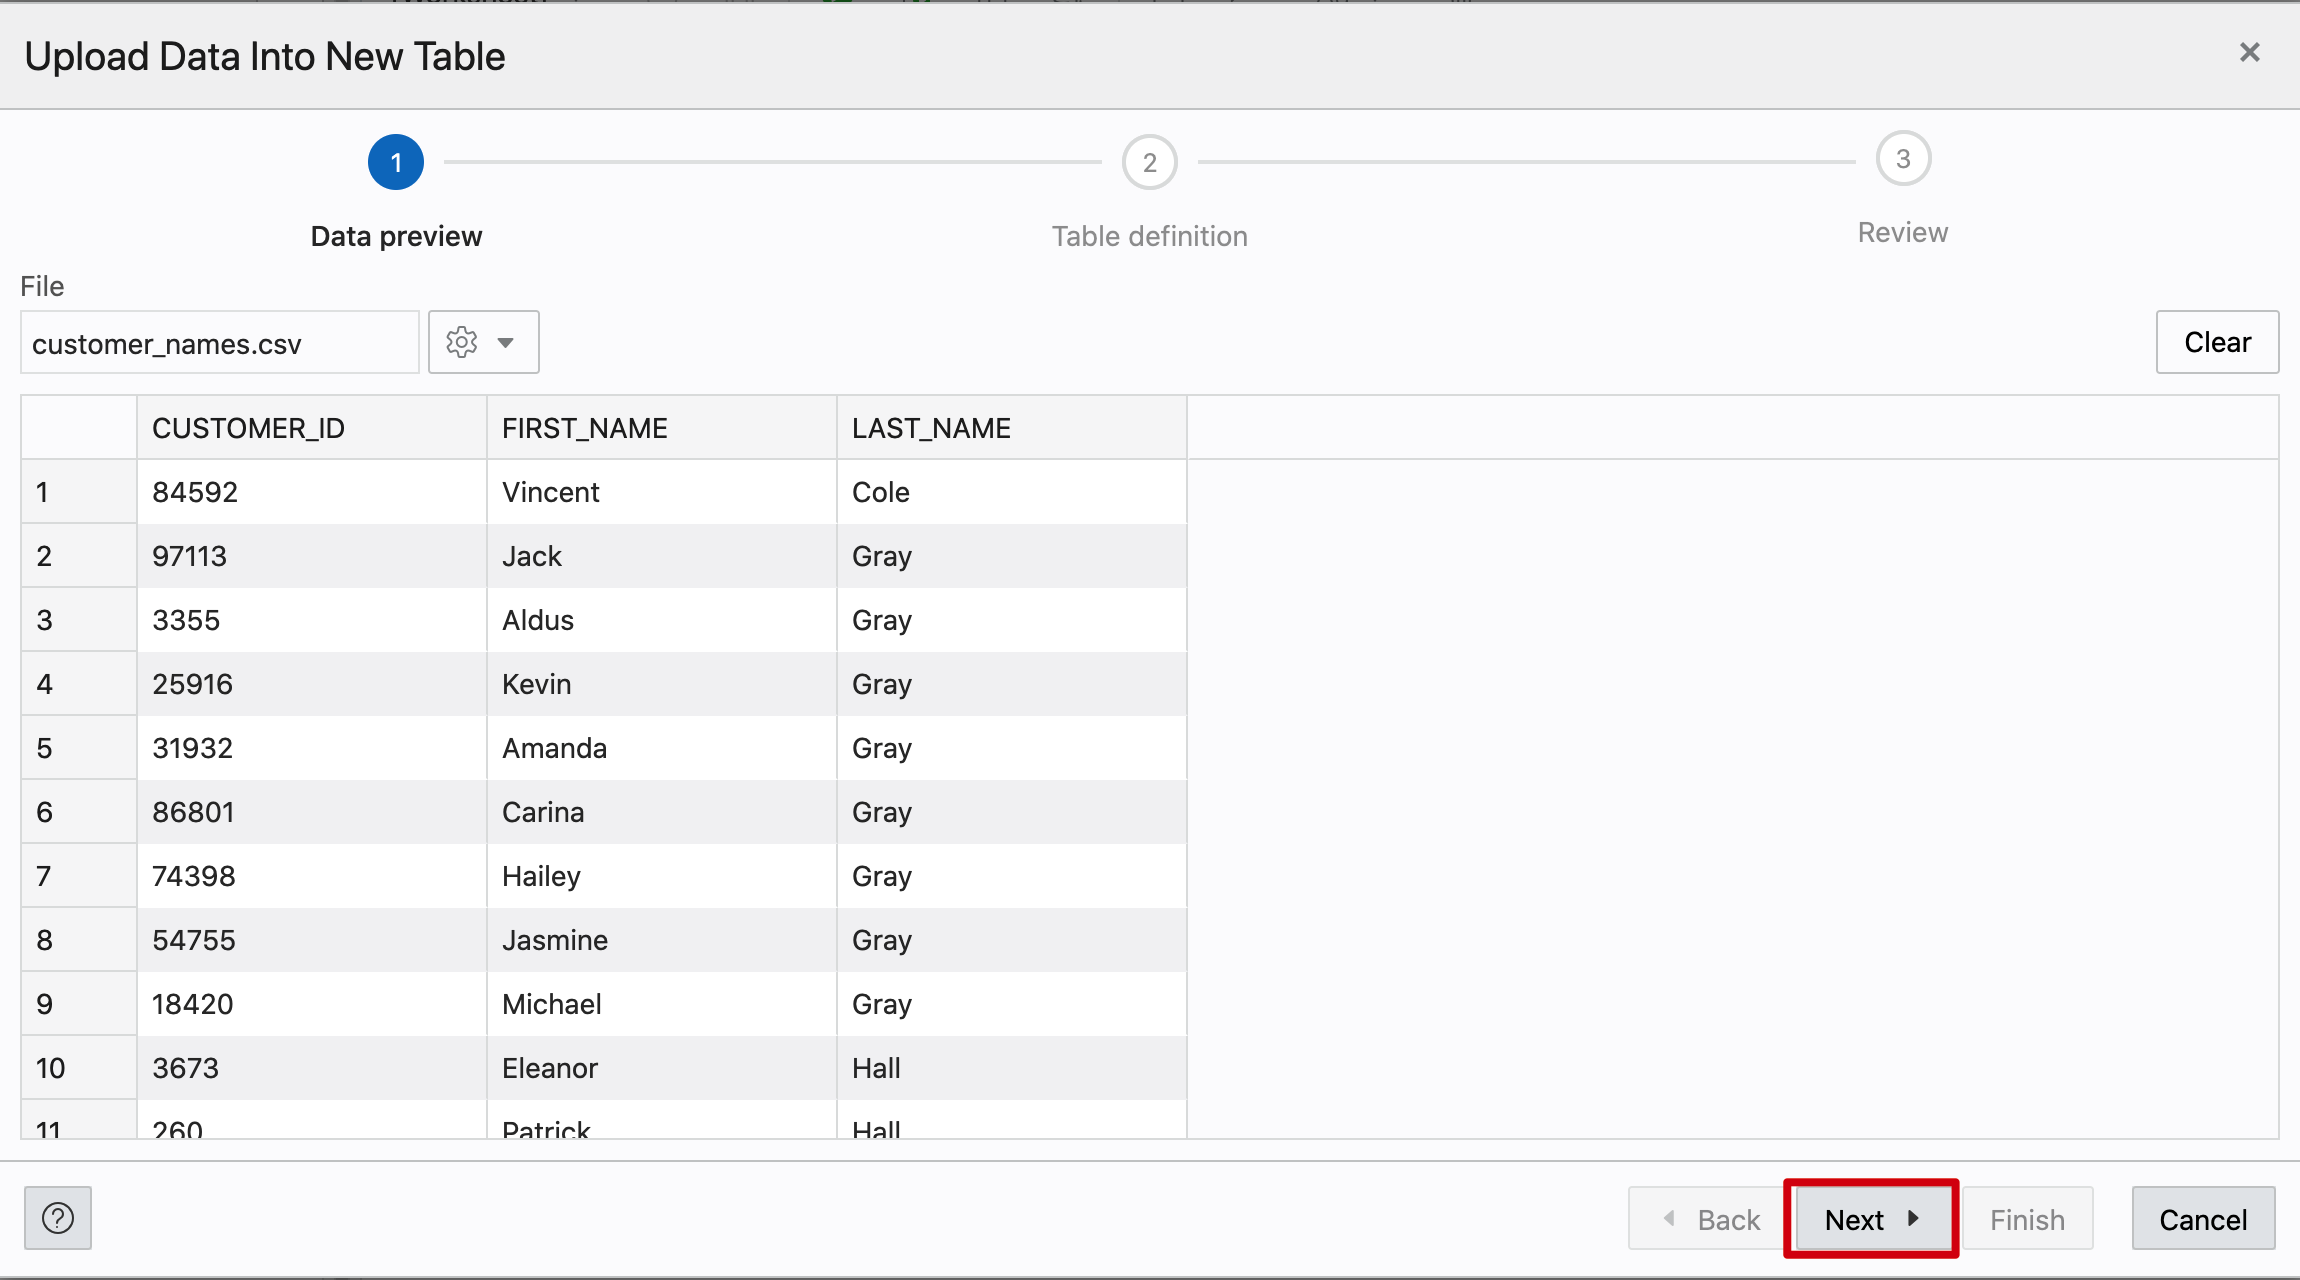 Upload Data Into New Table
1 2 3
Data preview Table definition Review
File
customer_names.csv Clear
CUSTOMER_ID FIRST_NAME LAST_NAME
1 84592 Vincent Cole
2 97113 Jack Gray
3 3355 Aldus Gray
4 25916 Kevin Gray
5 31932 Amanda Gray
6 86801 Carina Gray
7 74398 Hailey Gray
8 54755 Jasmine Gray
9 18420 Michael Gray
10 3673 Eleanor Hall
11 260 Patrick Hall
? Back Next Finish Cancel